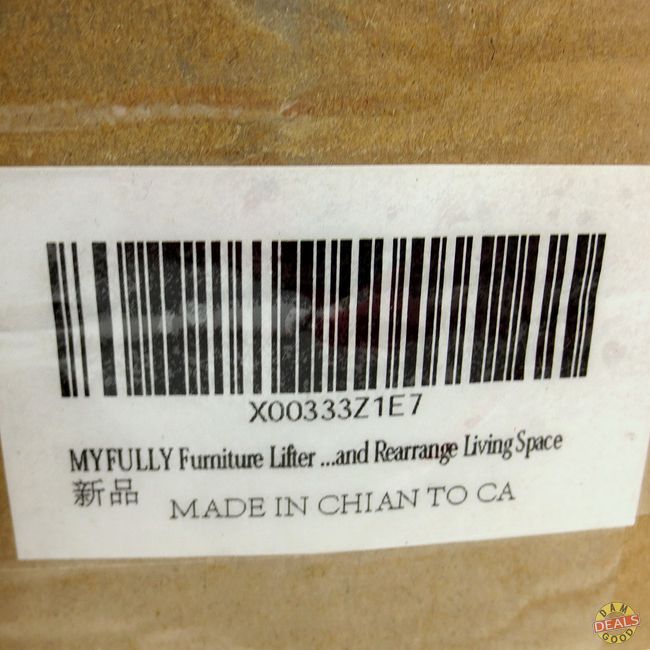 X00333Z1E7
MYFULLY Furniture Lifter ...and Rearrange Living Space
新品
MADE IN CHIAN TO CA
DAM
DEALS
GOOD